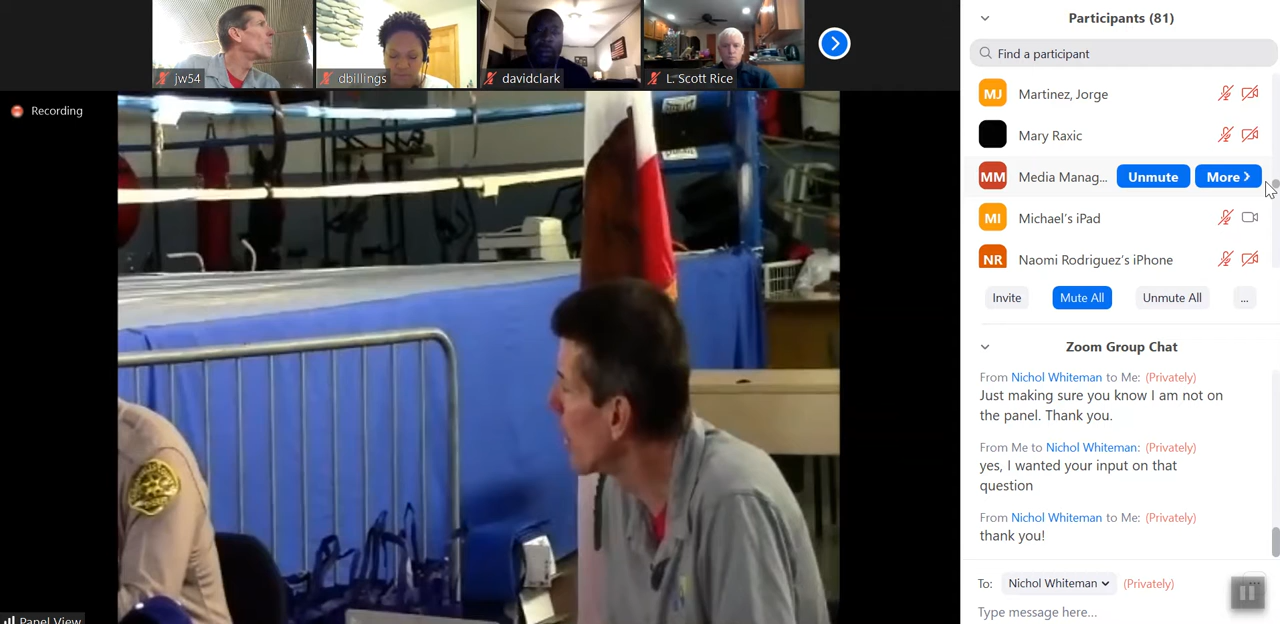 jw54
dbillings
davidclark
L. Scott Rice
Recording
Panel View
Participants (81)
Find a participant
MJ Martinez, Jorge
Mary Raxic
MM Media Manag... Unmute More
MI Michael's iPad
NR Naomi Rodriguez's iPhone
Invite Mute All Unmute All ...
Zoom Group Chat
From Nichol Whiteman to Me: (Privately)
Just making sure you know I am not on
the panel. Thank you.
From Me to Nichol Whiteman: (Privately)
yes, I wanted your input on that
question
From Nichol Whiteman to Me: (Privately)
thank you!
To: Nichol Whiteman (Privately)
Type message here...